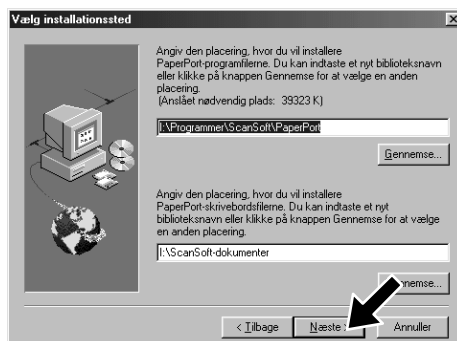 Vælg installationssted
Angiv den placering, hvor du vil installere
PaperPort-programfilerne. Du kan indtaste et nyt biblioteksnavn
eller klikke på knappen Gennemse for at vælge en anden
placering.
(Anslået nødvendig plads: 39323 K)
I:\Programmer\ScanSoft\PaperPort
Gennemse...
Angiv den placering, hvor du vil installere
PaperPort-skrivebordsfilerne. Du kan indtaste et nyt
biblioteksnavn eller klikke på knappen Gennemse for at vælge
en anden placering.
I:\ScanSoft-dokumenter
< Tilbage
Næste
Annuller